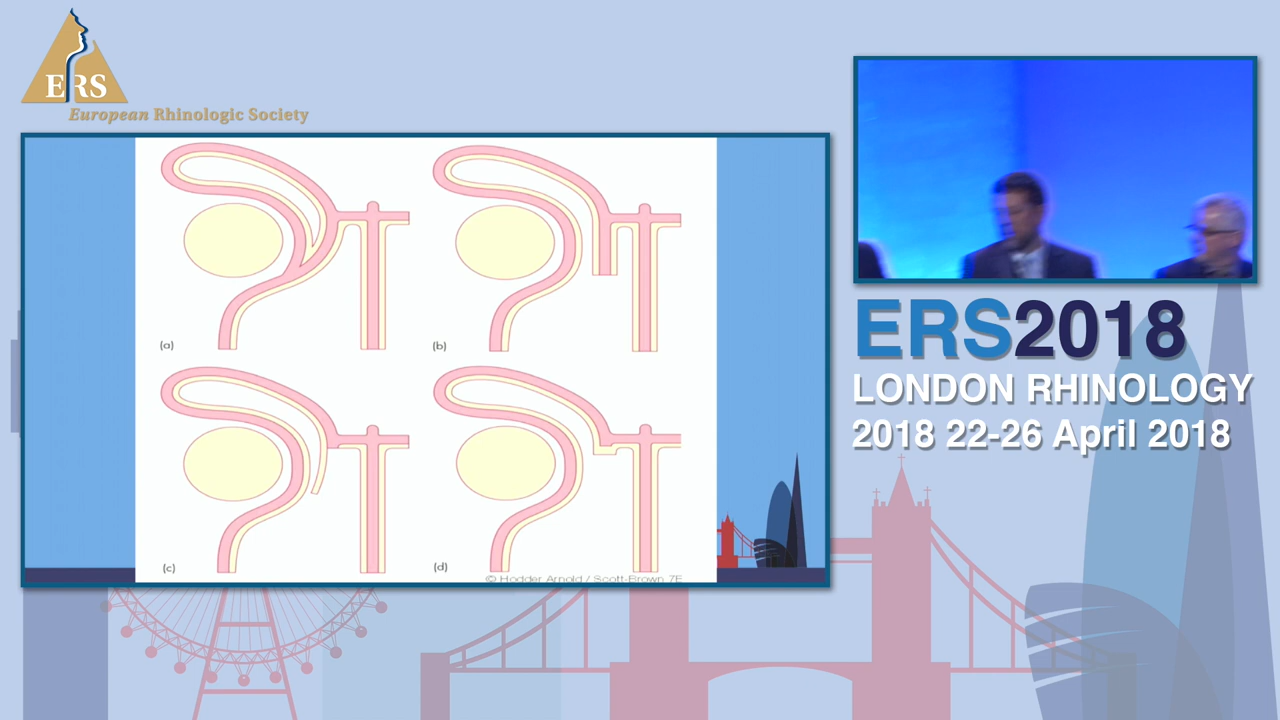 ERS
European Rhinologic Society
(a)
(b)
(c)
(d)
© Hodder Arnold / Scott-Brown 7E
ERS2018
LONDON RHINOLOGY
2018 22-26 April 2018